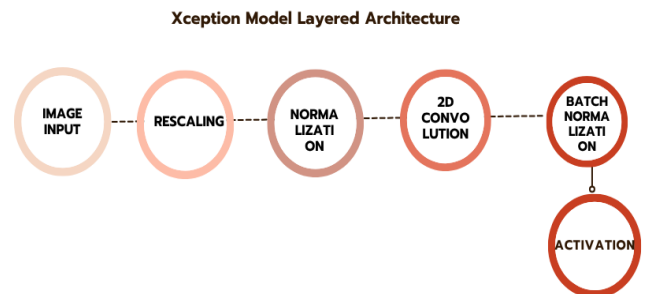 Xception Model Layered Architecture
IMAGE
INPUT
RESCALING
NORMA
LIZATI
ON
2D
CONVO
LUTION
BATCH
NORMA
LIZATI
ON
ACTIVATION